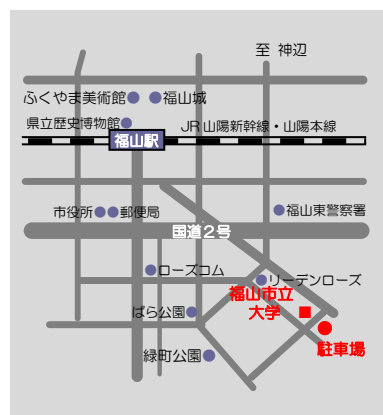 至 神辺
ふくやま美術館 福山城
県立歴史博物館
JR山陽新幹線・山陽本線
福山駅
市役所 郵便局
福山東警察署
国道2号
ローズコム
リーデンローズ
福山市立
大学
ばら公園
駐車場
緑町公園